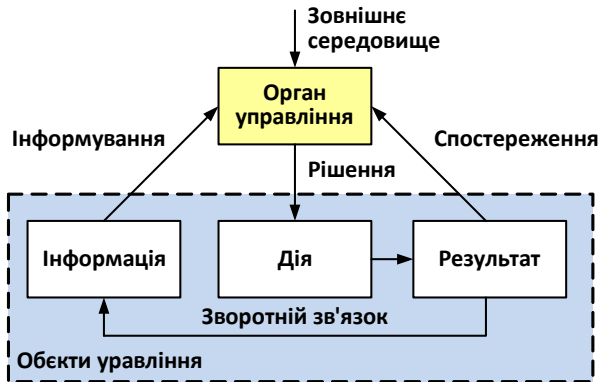 Зовнішнє
середовище
Орган
управління
Інформування
Спостереження
Рішення
Інформація
Дія
Результат
Зворотній зв'язок
Обєкти уравління